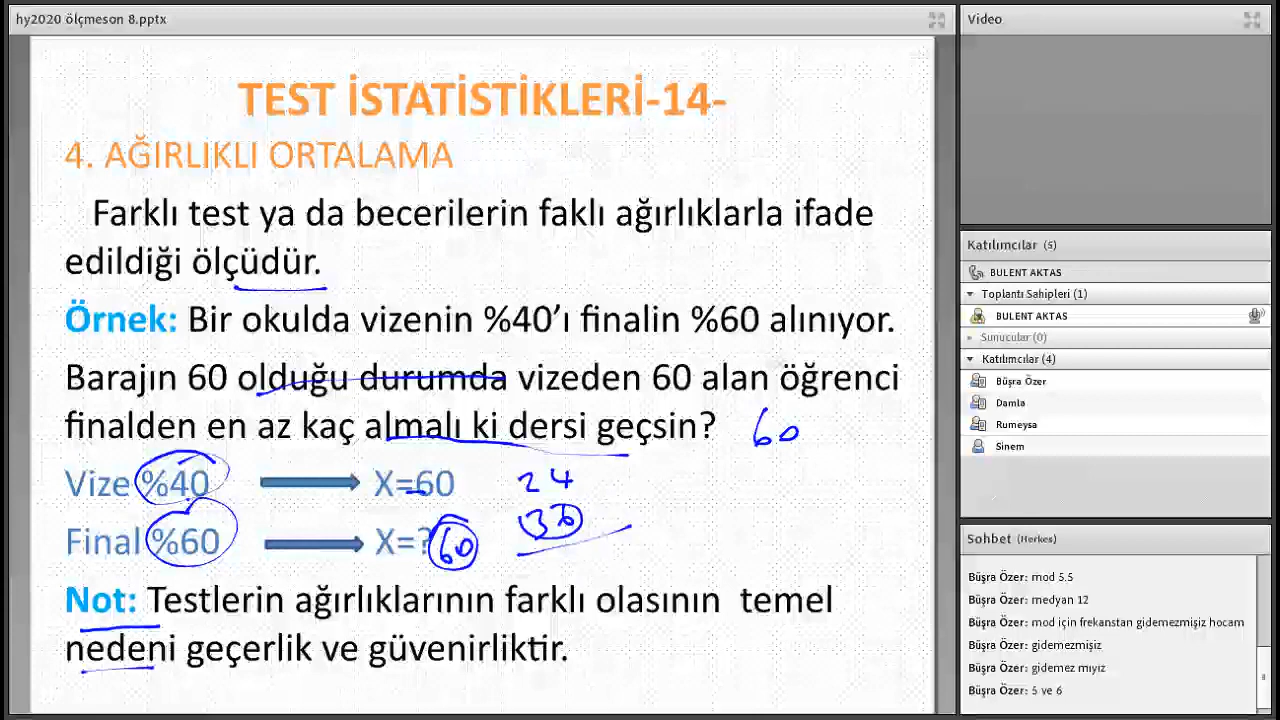 hy2020 ölçmeson 8.pptx
TEST İSTATİSTİKLERİ-14-
4. AĞIRLIKLI ORTALAMA
Farklı test ya da becerilerin faklı ağırlıklarla ifade
edildiği ölçüdür.
Örnek: Bir okulda vizenin %40’ı finalin %60 alınıyor.
Barajın 60 olduğu durumda vizeden 60 alan öğrenci
finalden en az kaç almalı ki dersi geçsin? 60
Vize %40 X=60 24
Final %60 X=? 60 36
Not: Testlerin ağırlıklarının farklı olasının temel
nedeni geçerlik ve güvenirliktir.
Video
Katılımcılar (5)
BULENT AKTAS
Toplantı Sahipleri (1)
BULENT AKTAS
Sunucular (0)
Katılımcılar (4)
Büşra Özer
Damla
Rumeysa
Sinem
Sohbet (Herkes)
Büşra Özer: mod 5.5
Büşra Özer: medyan 12
Büşra Özer: mod için frekanstan gidemezmişiz hocam
Büşra Özer: gidemezmişiz
Büşra Özer: gidemez mıyız
Büşra Özer: 5 ve 6